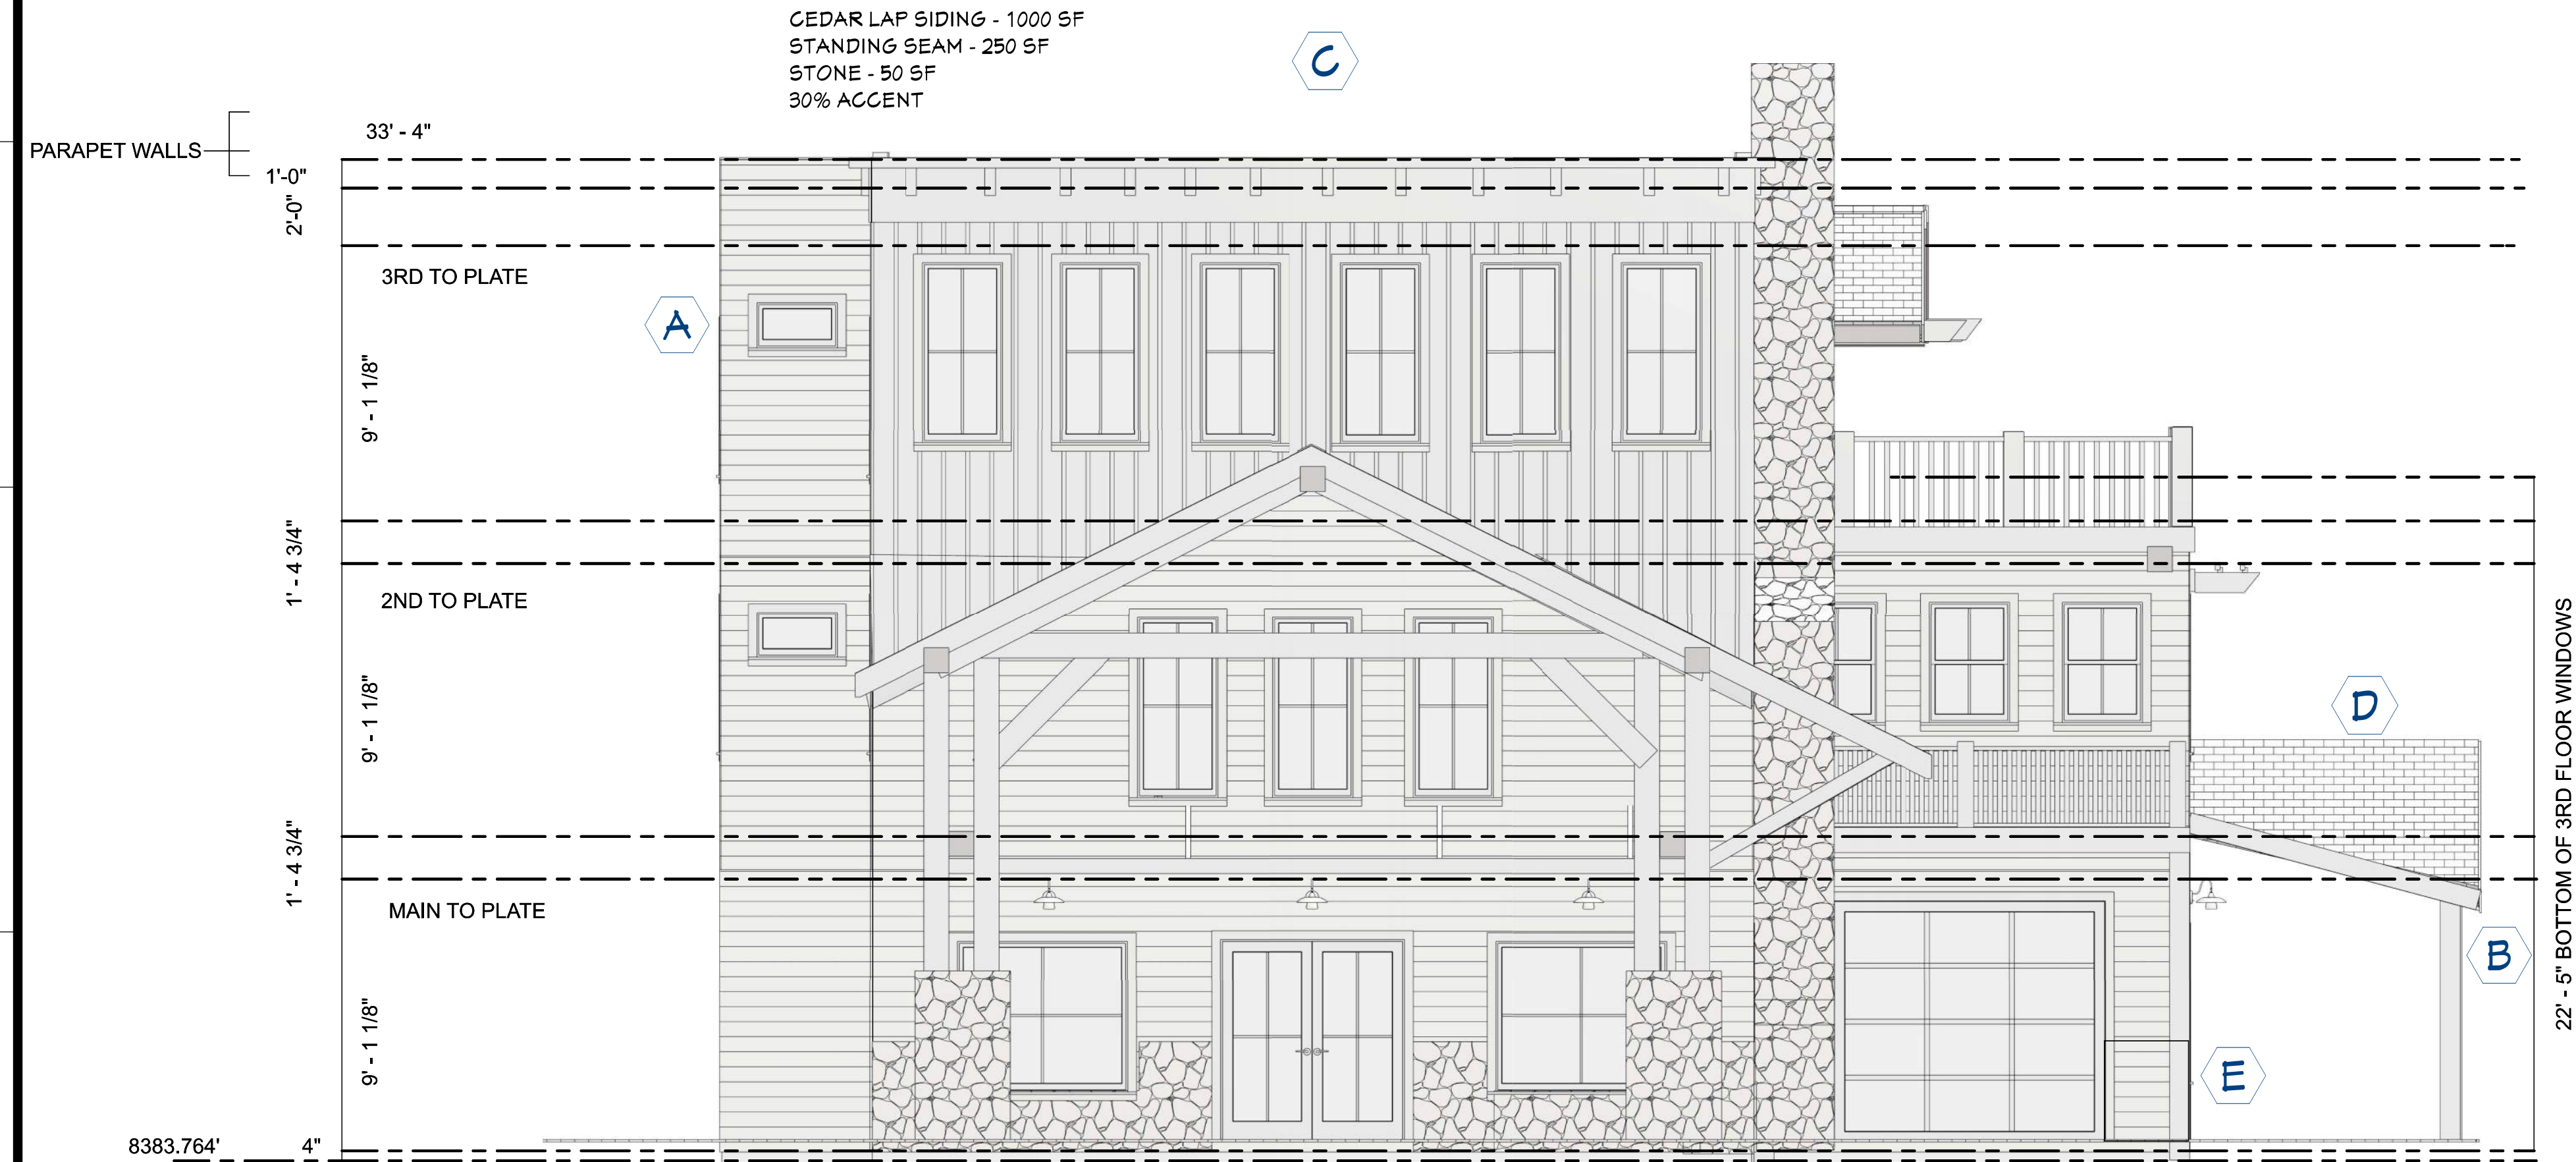 CEDAR LAP SIDING - 1000 SF
STANDING SEAM - 250 SF
STONE - 50 SF
30% ACCENT
C
33' - 4"
PARAPET WALLS
1'-0"
2'-0"
3RD TO PLATE
A
9' - 1 1/8"
1' - 4 3/4"
2ND TO PLATE
9' - 1 1/8"
D
1' - 4 3/4"
MAIN TO PLATE
B
9' - 1 1/8"
E
22' - 5" BOTTOM OF 3RD FLOOR WINDOWS
8383.764'
4"